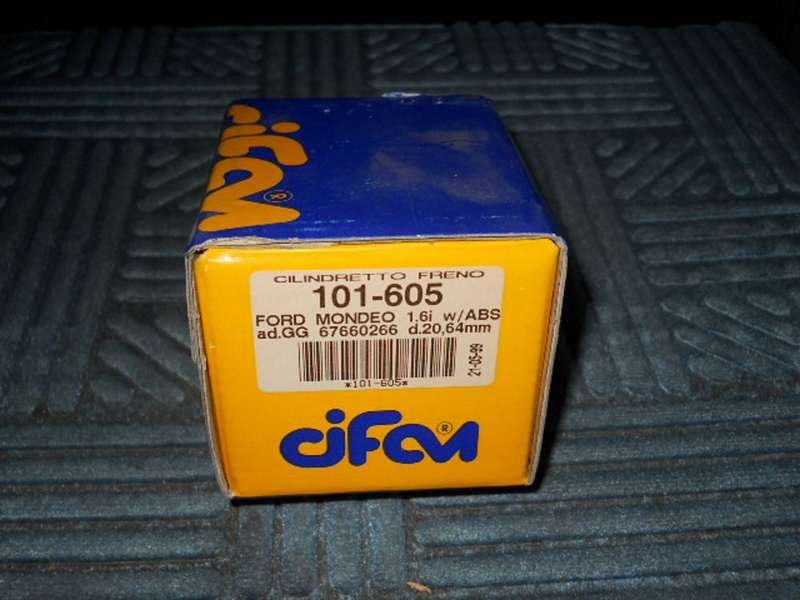 CIFAM®
CILINDRETTO FRENO
101-605
FORD MONDEO 1.6i w/ABS
ad.GG 67660266 d.20,64mm
21-05-99
*101-605*
CIFAM®